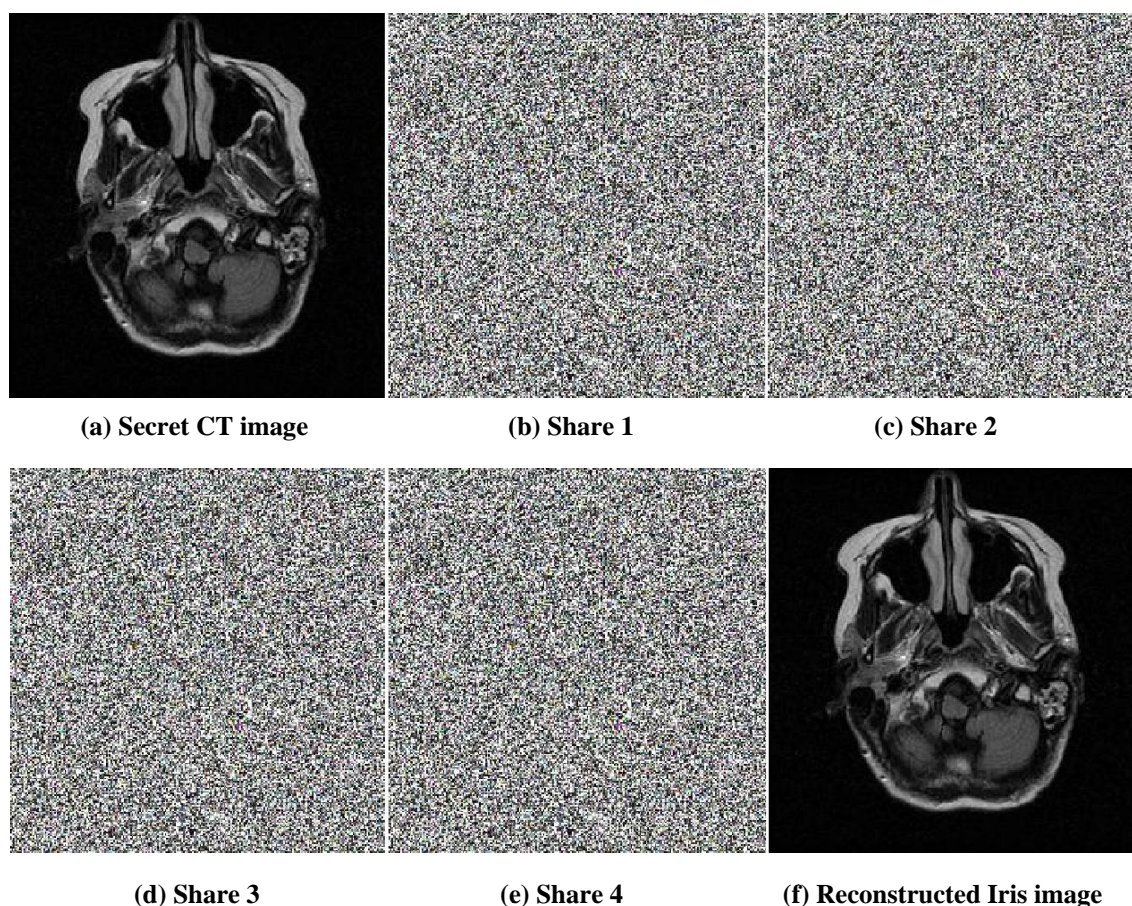 (a) Secret CT image
(b) Share 1
(c) Share 2
(d) Share 3
(e) Share 4
(f) Reconstructed Iris image